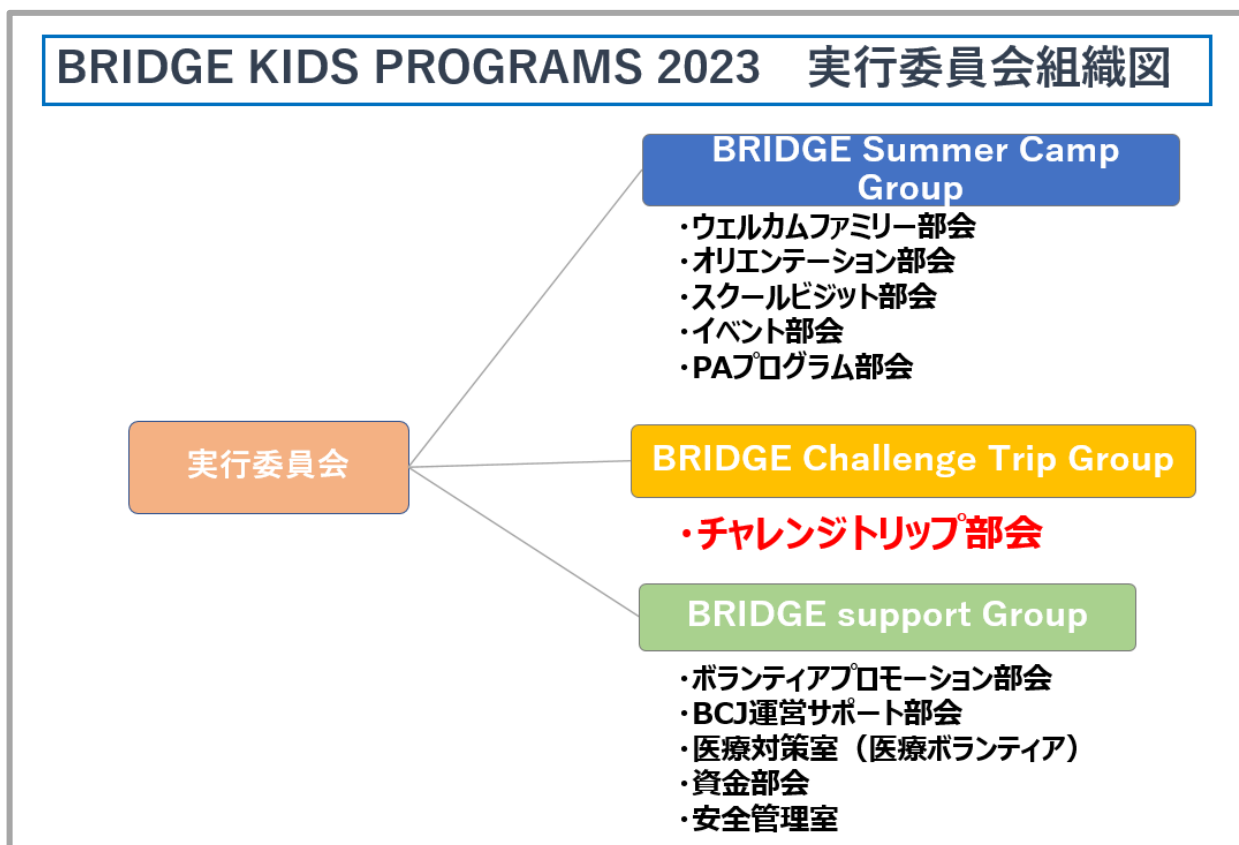 BRIDGE KIDS PROGRAMS 2023　実行委員会組織図
BRIDGE Summer Camp
Group
・ウェルカムファミリー部会
・オリエンテーション部会
・スクールビジット部会
・イベント部会
・PAプログラム部会
実行委員会
BRIDGE Challenge Trip Group
・チャレンジトリップ部会
BRIDGE support Group
・ボランティアプロモーション部会
・BCJ運営サポート部会
・医療対策室（医療ボランティア）
・資金部会
・安全管理室